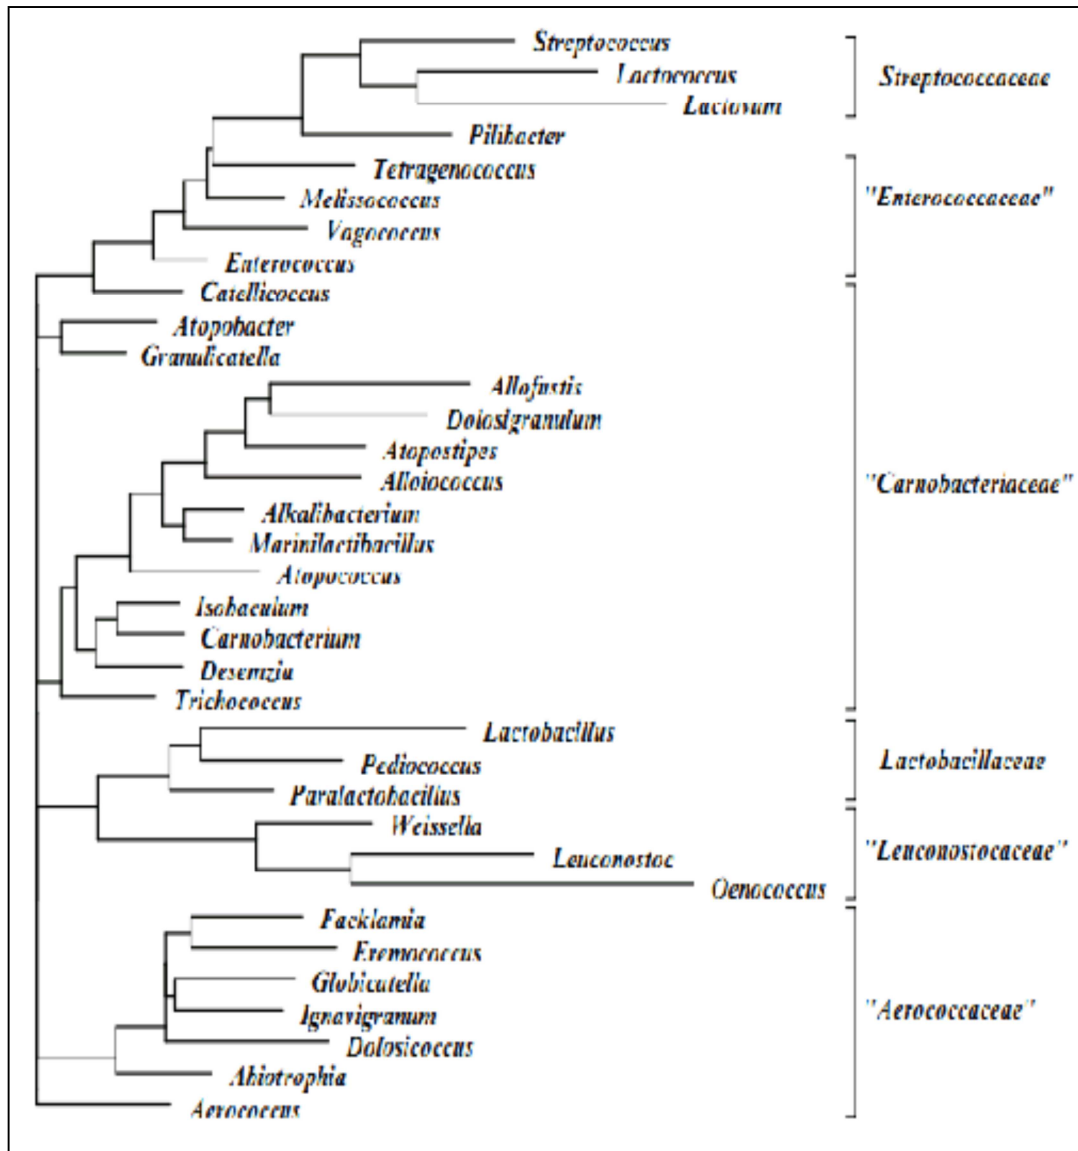 Streptococcus
Lactococcus
Streptococcaceae
Lactovum
Pilibacter
Tetragenococcus
"Enterococcaceae"
Melissococcus
Vagococcus
Enterococcus
Catellicoccus
Atopobacter
Granulicatella
Allofustis
Dolosigranulum
Atopostipes
Alloiococcus
"Carnobacteriaceae"
Alkalibacterium
Marinilactibacillus
Atopococcus
Isobaculum
Carnobacterium
Desemzia
Trichococcus
Lactobacillus
Pediococcus
Lactobacillaceae
Paralactobacillus
Weissella
"Leuconostocaceae"
Leuconostoc
Oenococcus
Facklamia
Eremococcus
Globicatella
Ignavigranum
"Aerococcaceae"
Dolosicoccus
Abiotrophia
Aerococcus